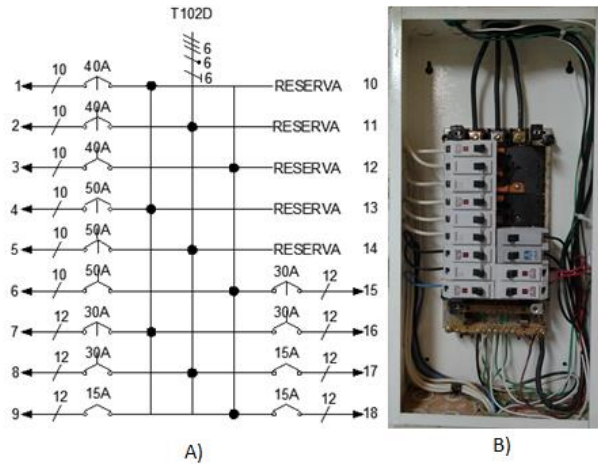 T102D
6
6
6
1 10 40A RESERVA 10
2 10 40A RESERVA 11
3 10 40A RESERVA 12
4 10 50A RESERVA 13
5 10 50A RESERVA 14
6 10 50A 30A 12 15
7 12 30A 30A 12 16
8 12 30A 15A 12 17
9 12 15A 15A 12 18
A) B)